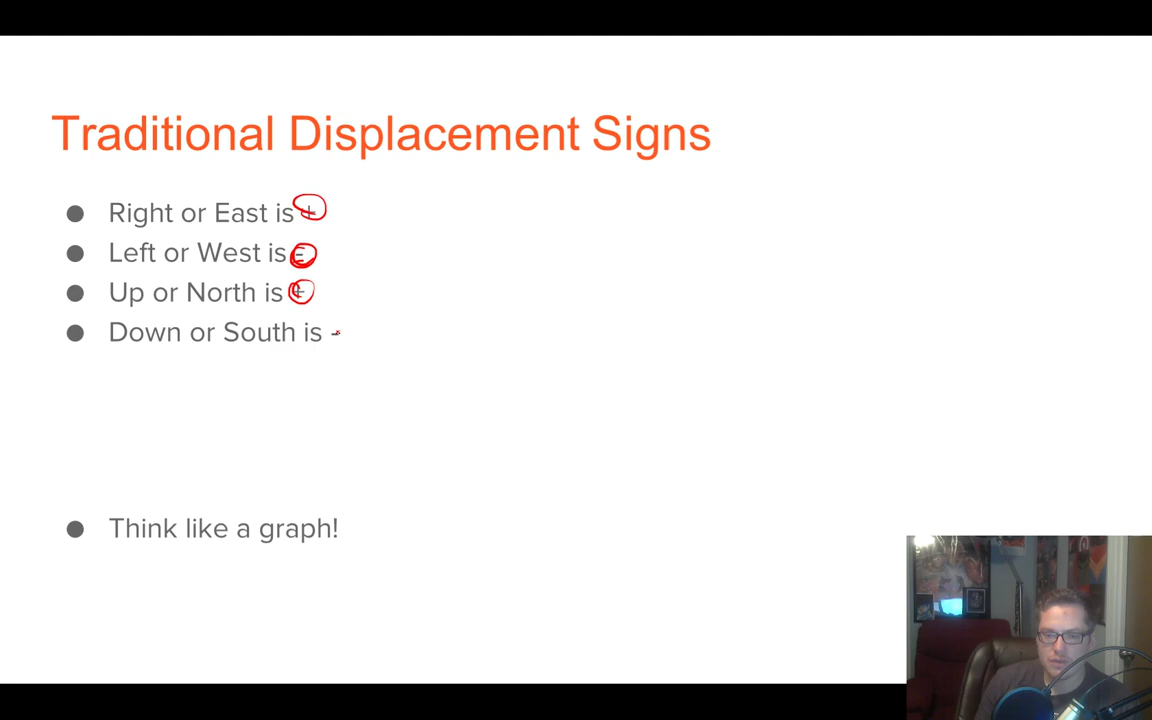 Traditional Displacement Signs
● Right or East is +
● Left or West is -
● Up or North is +
● Down or South is -
● Think like a graph!